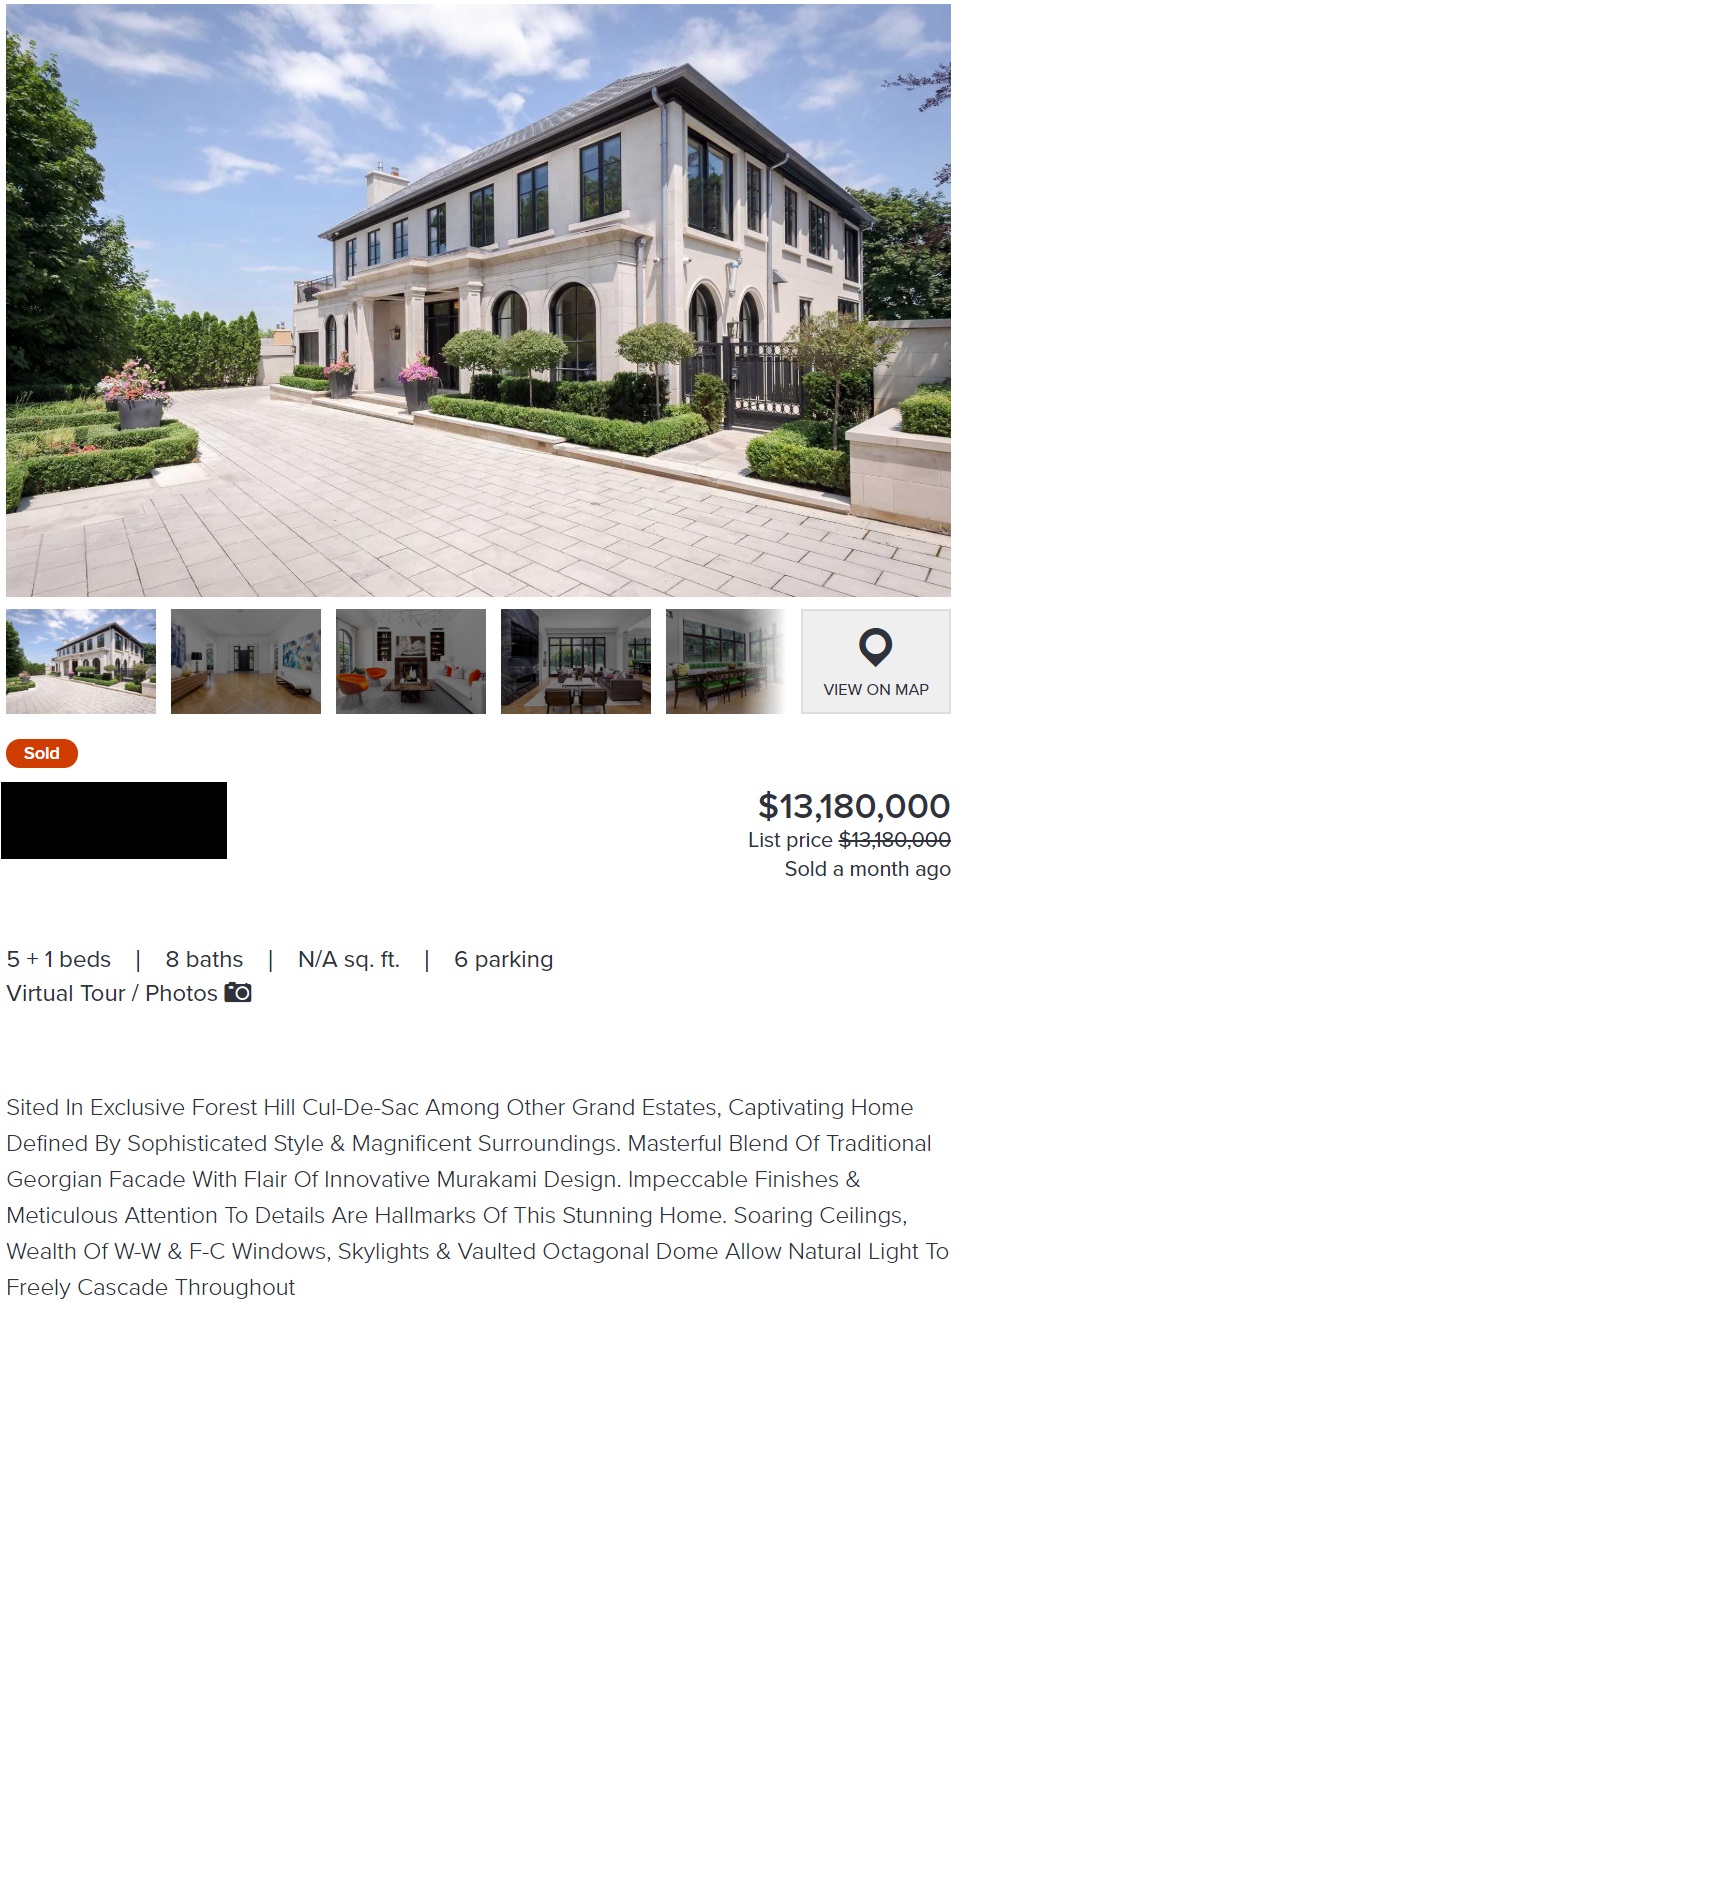 VIEW ON MAP
Sold
$13,180,000
List price $13,180,000
Sold a month ago
5 + 1 beds | 8 baths | N/A sq. ft. | 6 parking
Virtual Tour / Photos
Sited In Exclusive Forest Hill Cul-De-Sac Among Other Grand Estates, Captivating Home
Defined By Sophisticated Style & Magnificent Surroundings. Masterful Blend Of Traditional
Georgian Facade With Flair Of Innovative Murakami Design. Impeccable Finishes &
Meticulous Attention To Details Are Hallmarks Of This Stunning Home. Soaring Ceilings,
Wealth Of W-W & F-C Windows, Skylights & Vaulted Octagonal Dome Allow Natural Light To
Freely Cascade Throughout